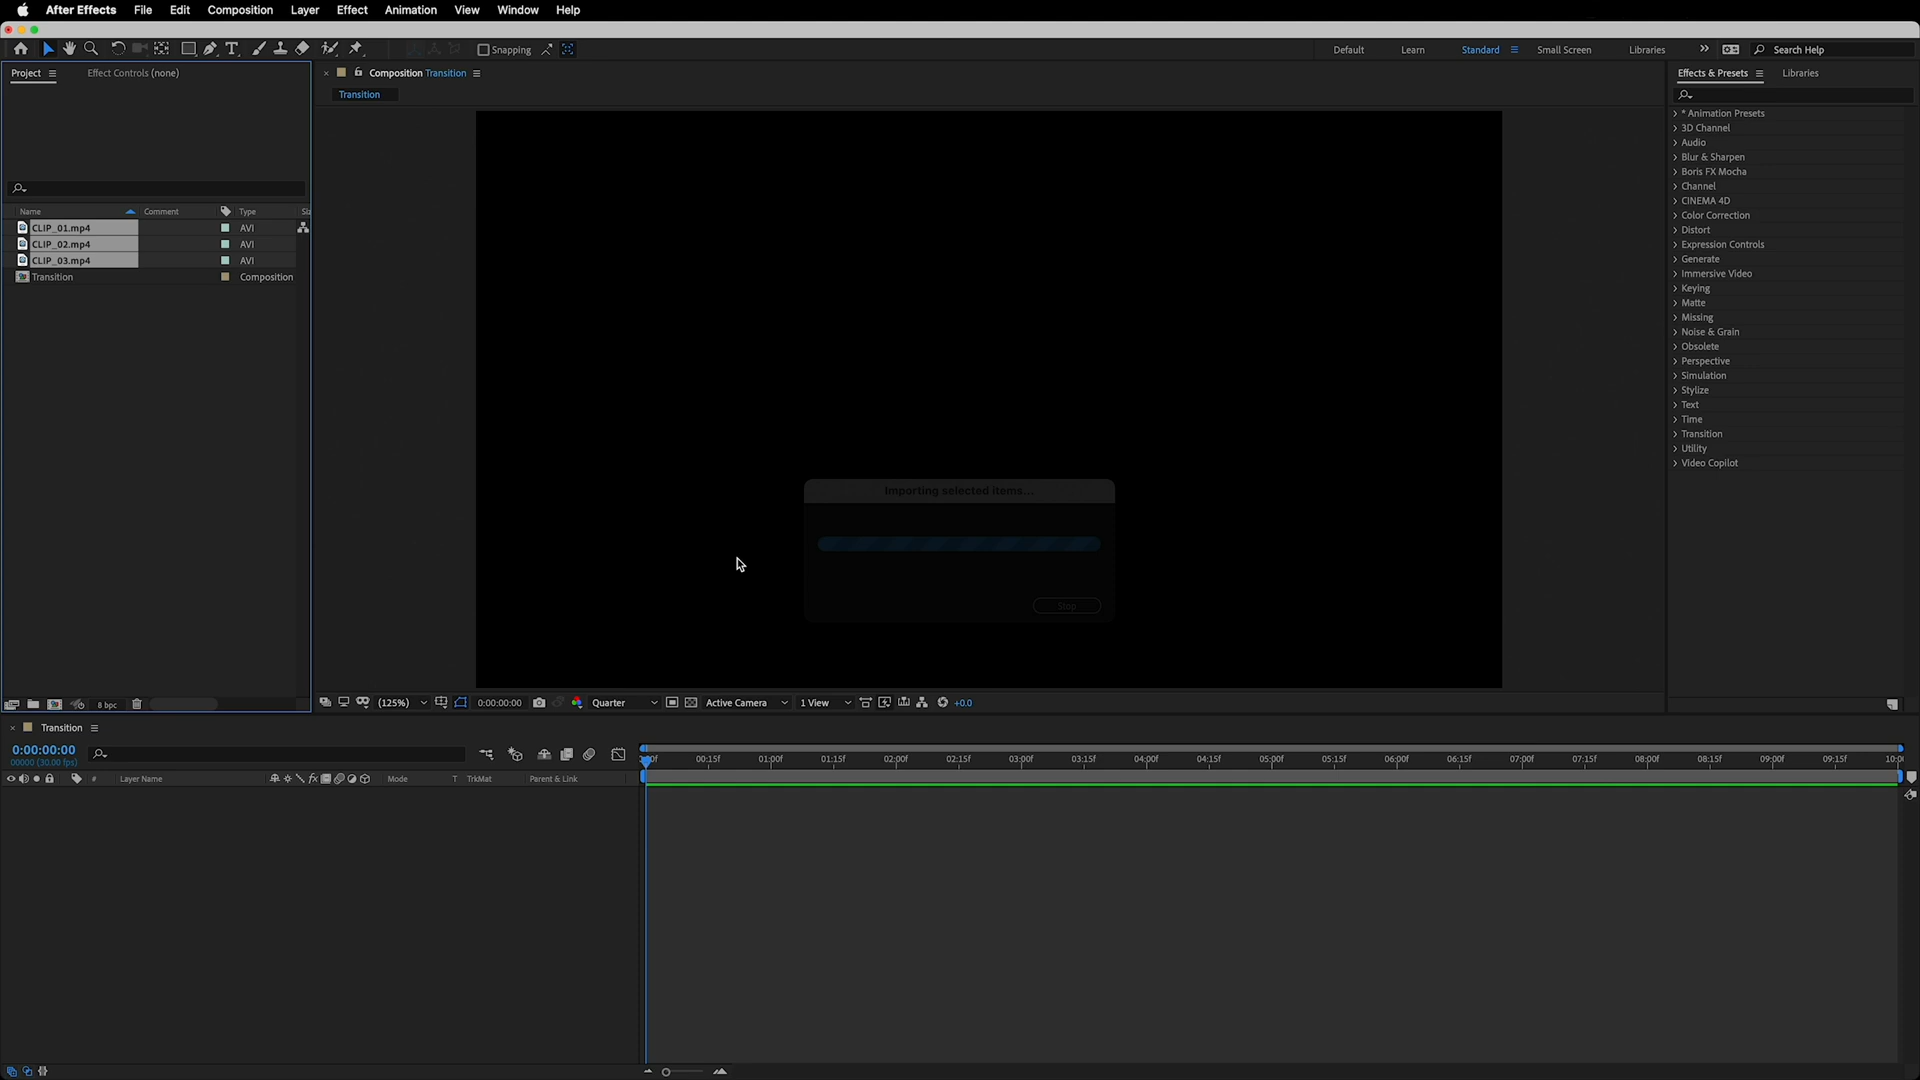 After Effects File Edit Composition Layer Effect Animation View Window Help
Snapping
Default Learn Standard Small Screen Libraries Search Help
Project Effect Controls (none)
Composition Transition
Effects & Presets Libraries
Transition
* Animation Presets
3D Channel
Audio
Blur & Sharpen
Boris FX Mocha
Channel
CINEMA 4D
Color Correction
Distort
Expression Controls
Generate
Immersive Video
Keying
Matte
Missing
Noise & Grain
Obsolete
Perspective
Simulation
Stylize
Text
Time
Transition
Utility
Video Copilot
Name Comment Type
CLIP_01.mp4 AVI
CLIP_02.mp4 AVI
CLIP_03.mp4 AVI
Transition Composition
Importing selected items...
Stop
8 bpc
(125%) 0:00:00:00 Quarter Active Camera 1 View +0.0
Transition
0:00:00:00
00000 (30.00 fps)
00:15f 01:00f 01:15f 02:00f 02:15f 03:00f 03:15f 04:00f 04:15f 05:00f 05:15f 06:00f 06:15f 07:00f 07:15f 08:00f 08:15f 09:00f 09:15f
# Layer Name Mode T TrkMat Parent & Link